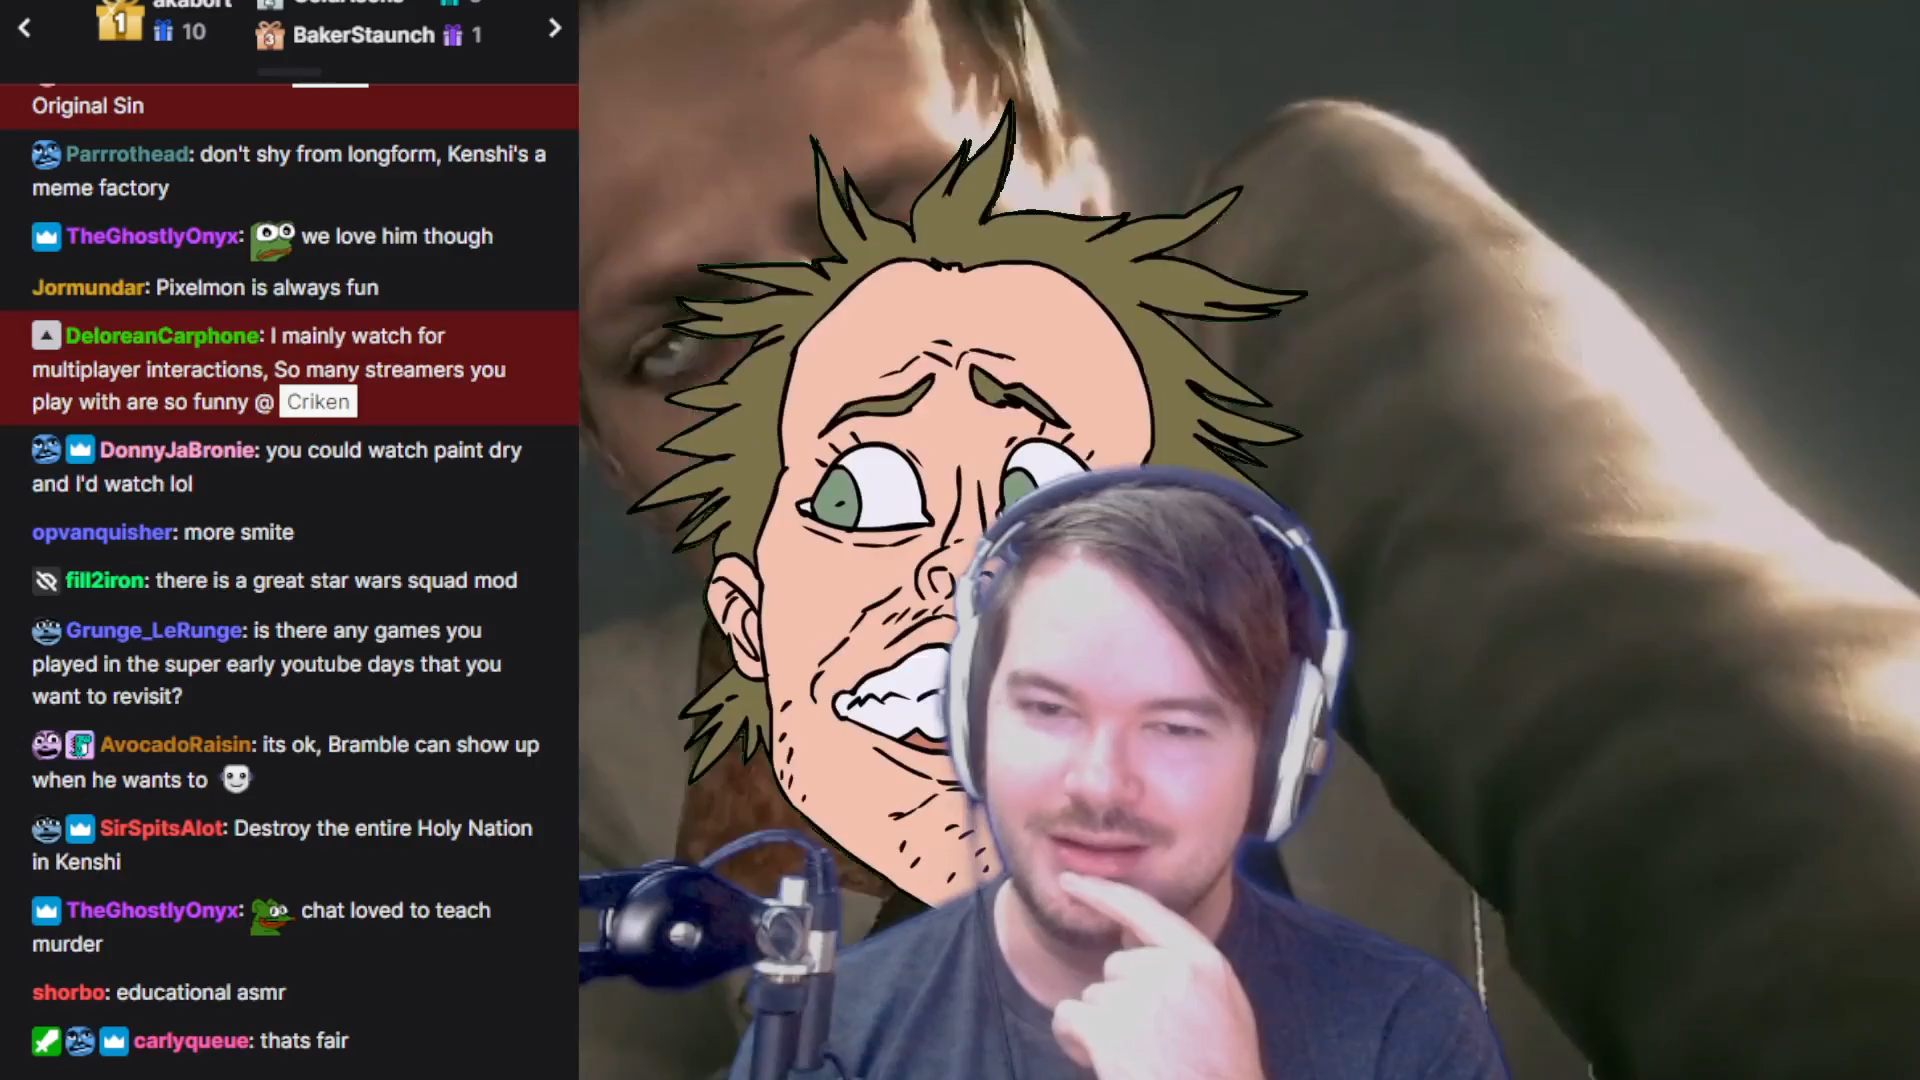 1
10
BakerStaunch 1
3
Original Sin
Parrrothead: don't shy from longform, Kenshi's a
meme factory
TheGhostlyOnyx: we love him though
Jormundar: Pixelmon is always fun
DeloreanCarphone: I mainly watch for
multiplayer interactions, So many streamers you
play with are so funny @ Criken
DonnyJaBronie: you could watch paint dry
and I'd watch lol
opvanquisher: more smite
fill2iron: there is a great star wars squad mod
Grunge_LeRunge: is there any games you
played in the super early youtube days that you
want to revisit?
AvocadoRaisin: its ok, Bramble can show up
when he wants to
SirSpitsAlot: Destroy the entire Holy Nation
in Kenshi
TheGhostlyOnyx: chat loved to teach
murder
shorbo: educational asmr
carlyqueue: thats fair